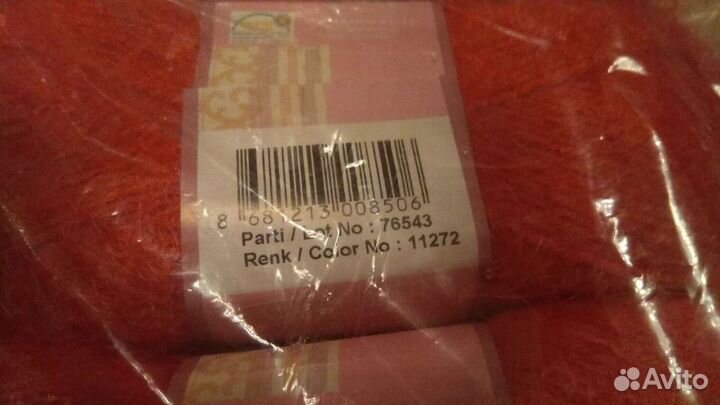 8 681213 008506
Parti / Lot No : 76543
Renk / Color No : 11272
Avito